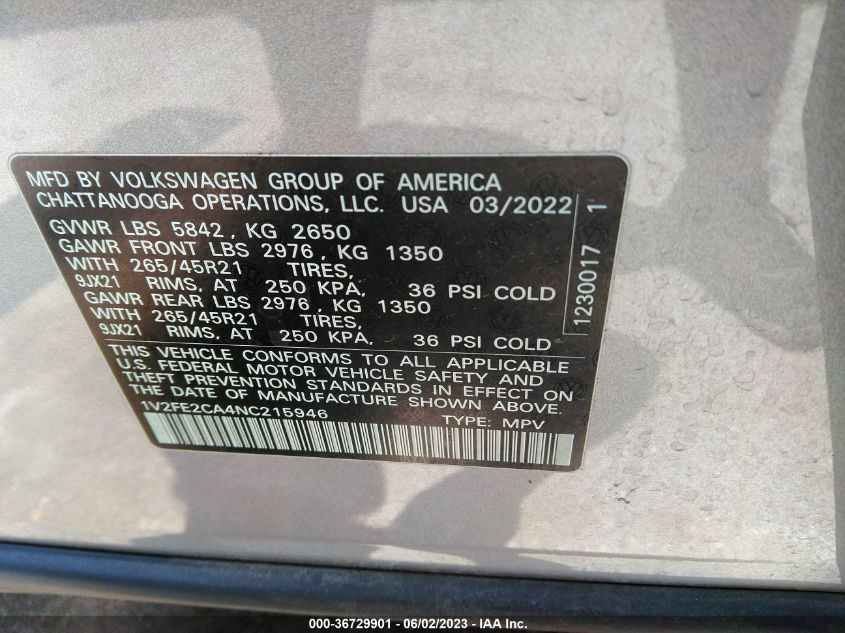 MFD BY VOLKSWAGEN GROUP OF AMERICA
CHATTANOOGA OPERATIONS, LLC. USA 03/2022
GVWR LBS 5842, KG 2650
GAWR FRONT LBS 2976, KG 1350
WITH 265/45R21 TIRES,
9JX21 RIMS, AT 250 KPA, 36 PSI COLD
GAWR REAR LBS 2976, KG 1350
WITH 265/45R21 TIRES,
9JX21 RIMS, AT 250 KPA, 36 PSI COLD
THIS VEHICLE CONFORMS TO ALL APPLICABLE
U.S. FEDERAL MOTOR VEHICLE SAFETY AND
THEFT PREVENTION STANDARDS IN EFFECT ON
THE DATE OF MANUFACTURE SHOWN ABOVE.
1V2FE2CA4NC215946 TYPE: MPV
1230017 1
000-36729901 - 06/02/2023 - IAA Inc.